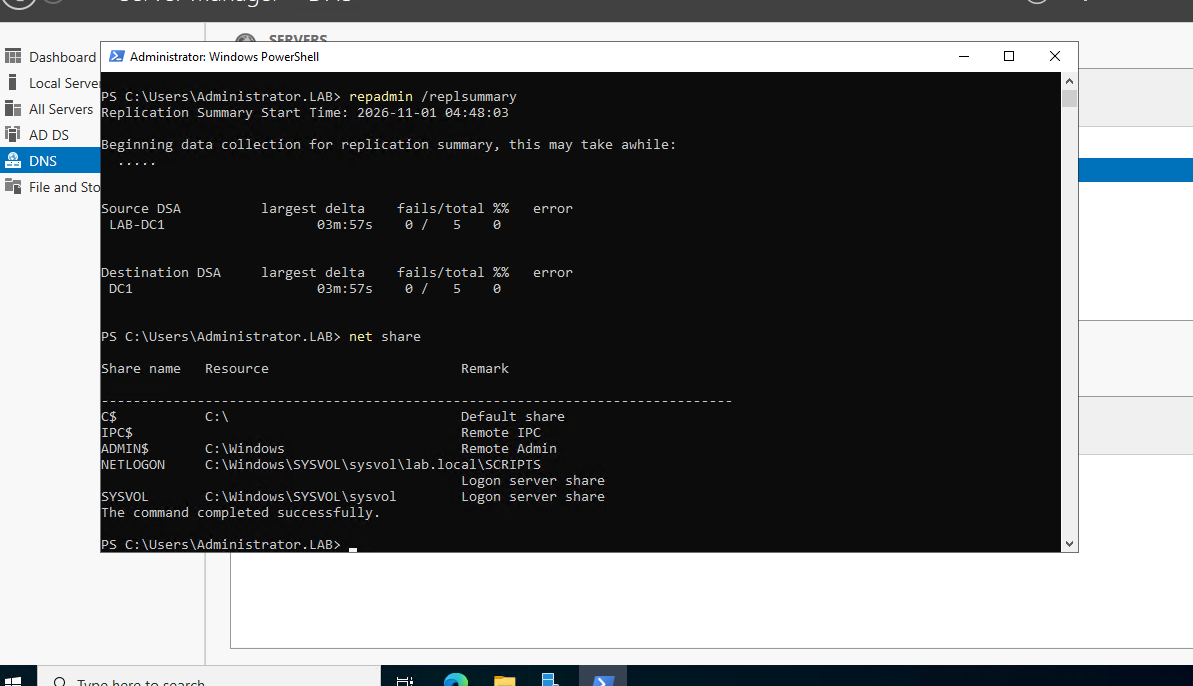 SERVERS
Dashboard
Local Serve
All Servers
AD DS
DNS
File and Sto
Administrator: Windows PowerShell
PS C:\Users\Administrator.LAB> repadmin /replsummary
Replication Summary Start Time: 2026-11-01 04:48:03
Beginning data collection for replication summary, this may take awhile:
.....
Source DSA          largest delta    fails/total %%   error
LAB-DC1                   03m:57s    0 /   5    0
Destination DSA     largest delta    fails/total %%   error
DC1                       03m:57s    0 /   5    0
PS C:\Users\Administrator.LAB> net share
Share name   Resource                        Remark
-------------------------------------------------------------------------------
C$           C:\                             Default share
IPC$                                         Remote IPC
ADMIN$       C:\Windows                      Remote Admin
NETLOGON     C:\Windows\SYSVOL\sysvol\lab.local\SCRIPTS
Logon server share
SYSVOL       C:\Windows\SYSVOL\sysvol        Logon server share
The command completed successfully.
PS C:\Users\Administrator.LAB>
Type here to search